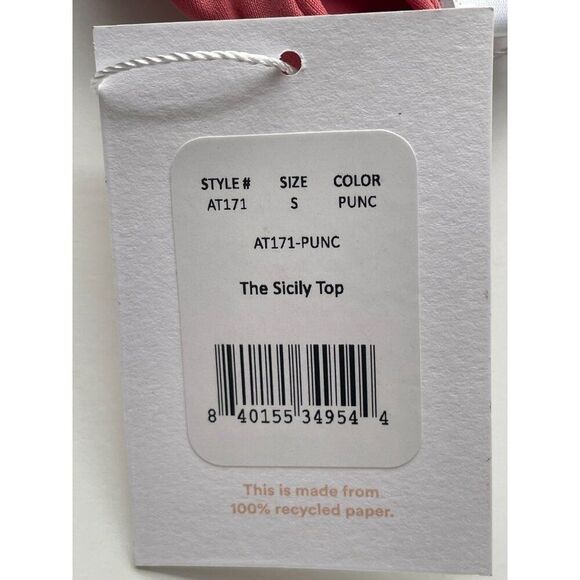 STYLE # SIZE COLOR
AT171 S PUNC
AT171-PUNC
The Sicily Top
8 40155 34954 4
This is made from
100% recycled paper.